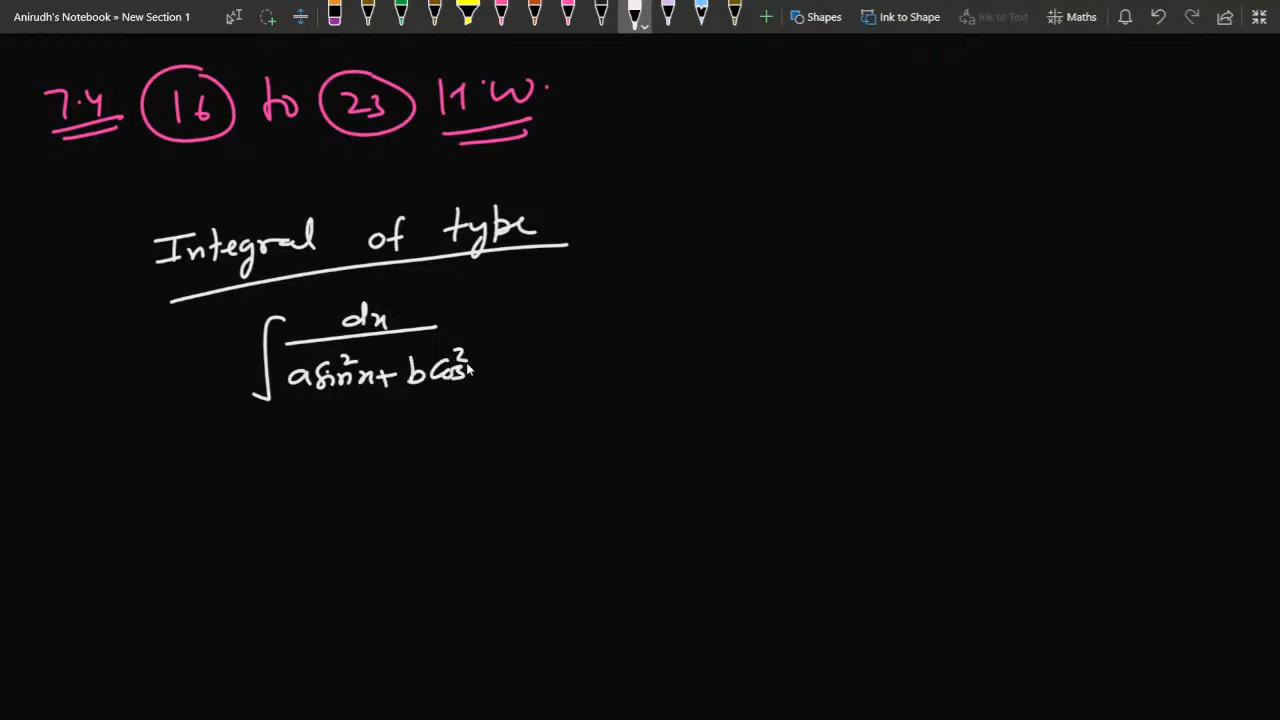 Anirudh's Notebook » New Section 1
Shapes
Ink to Shape
Ink to Text
Maths
7.4 16 to 23 H.W.
Integral of type
∫ dx
a sin²x + b cos²